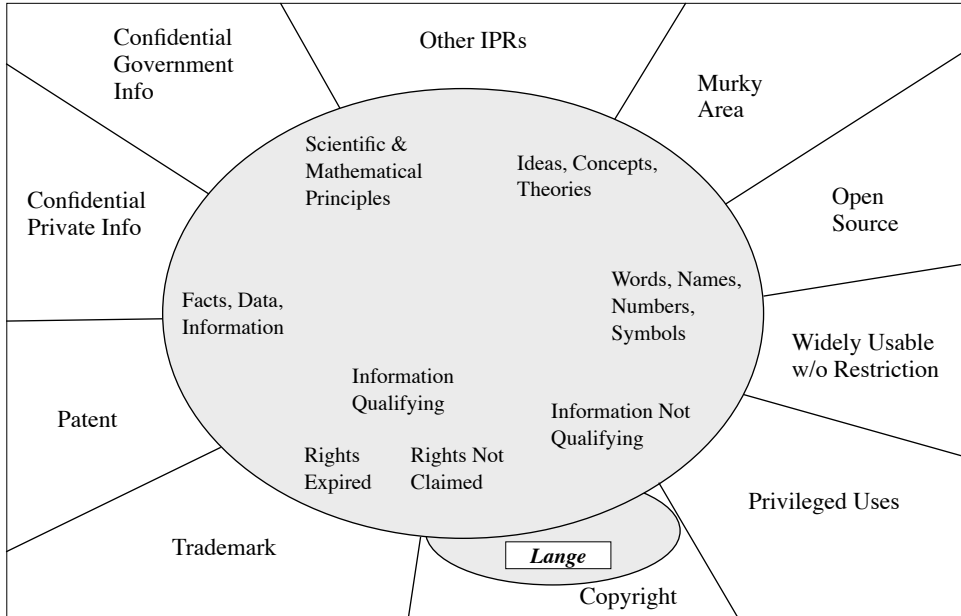 Confidential
Government
Info
Other IPRs
Murky
Area
Scientific &
Mathematical
Principles
Ideas, Concepts,
Theories
Confidential
Private Info
Open
Source
Facts, Data,
Information
Words, Names,
Numbers,
Symbols
Widely Usable
w/o Restriction
Information
Qualifying
Information Not
Qualifying
Patent
Rights
Expired
Rights Not
Claimed
Privileged Uses
Trademark
Lange
Copyright